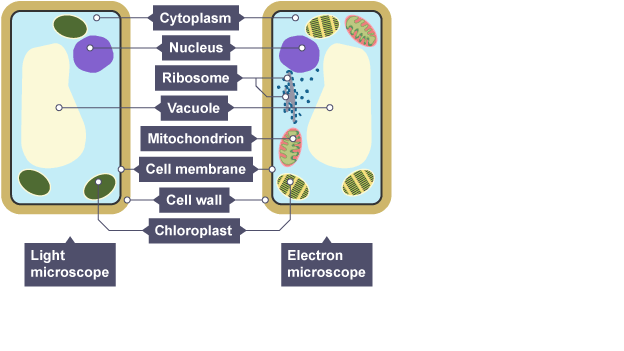 Cytoplasm
Nucleus
Ribosome
Vacuole
Mitochondrion
Cell membrane
Cell wall
Chloroplast
Light
microscope
Electron
microscope